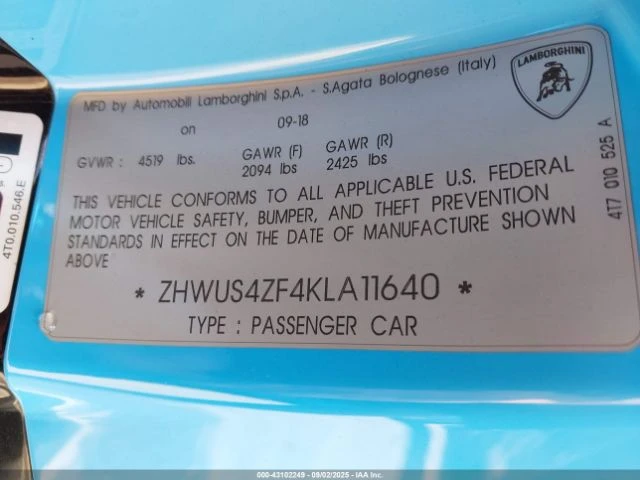 LAMBORGHINI
MFD by Automobili Lamborghini S.p.A. - S.Agata Bolognese (Italy)
on 09-18
GVWR : 4519 lbs. GAWR (F) GAWR (R)
2094 lbs 2425 lbs
THIS VEHICLE CONFORMS TO ALL APPLICABLE U.S. FEDERAL
MOTOR VEHICLE SAFETY, BUMPER, AND THEFT PREVENTION
STANDARDS IN EFFECT ON THE DATE OF MANUFACTURE SHOWN
ABOVE
* ZHWUS4ZF4KLA11640 *
TYPE : PASSENGER CAR
4T7 010 525 A
4T0.010.546.E
000-43102249 - 09/02/2025 - IAA Inc.